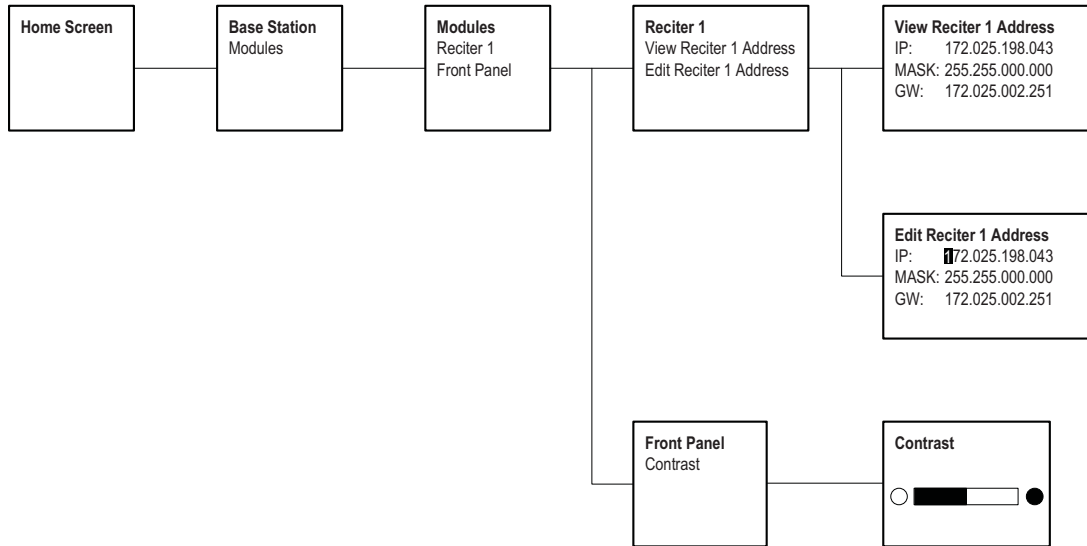 Home Screen
Base Station
Modules
Modules
Reciter 1
Front Panel
Reciter 1
View Reciter 1 Address
Edit Reciter 1 Address
View Reciter 1 Address
IP: 172.025.198.043
MASK: 255.255.000.000
GW: 172.025.002.251
Edit Reciter 1 Address
IP: 172.025.198.043
MASK: 255.255.000.000
GW: 172.025.002.251
Front Panel
Contrast
Contrast